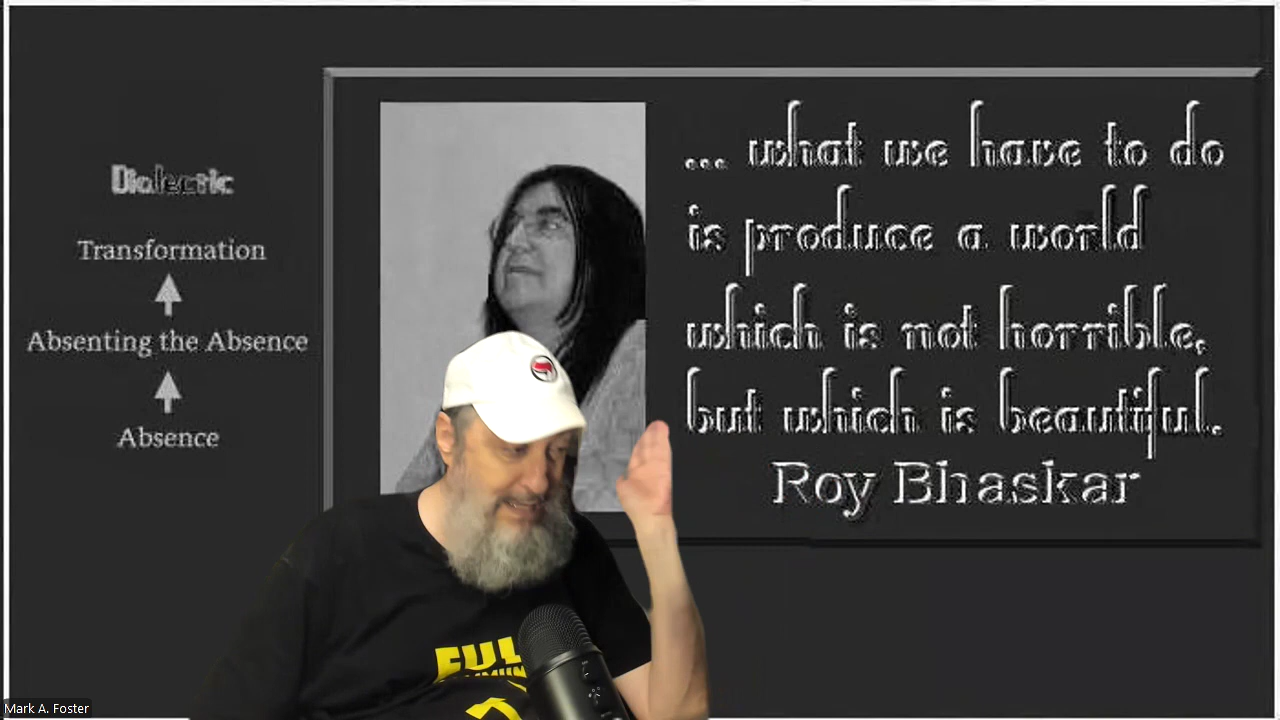 Dialectic
Transformation
Absenting the Absence
Absence
... what we have to do
is produce a world
which is not horrible,
but which is beautiful.
Roy Bhaskar
FUL
Mark A. Foster